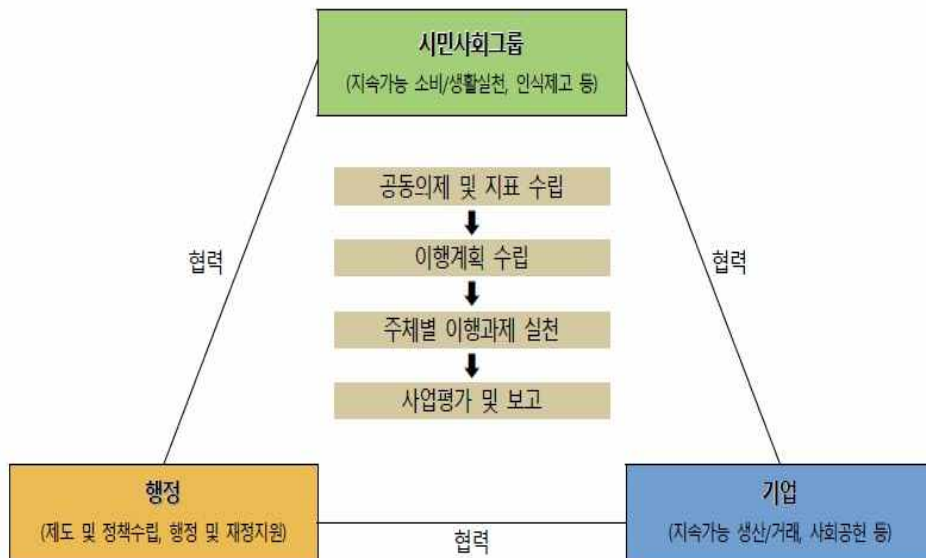 시민사회그룹
(지속가능 소비/생활실천, 인식제고 등)
공동의제 및 지표 수립
이행계획 수립
협력
협력
주체별 이행과제 실천
사업평가 및 보고
행정
(제도 및 정책수립, 행정 및 재정지원)
기업
(지속가능 생산/거래, 사회공헌 등)
협력